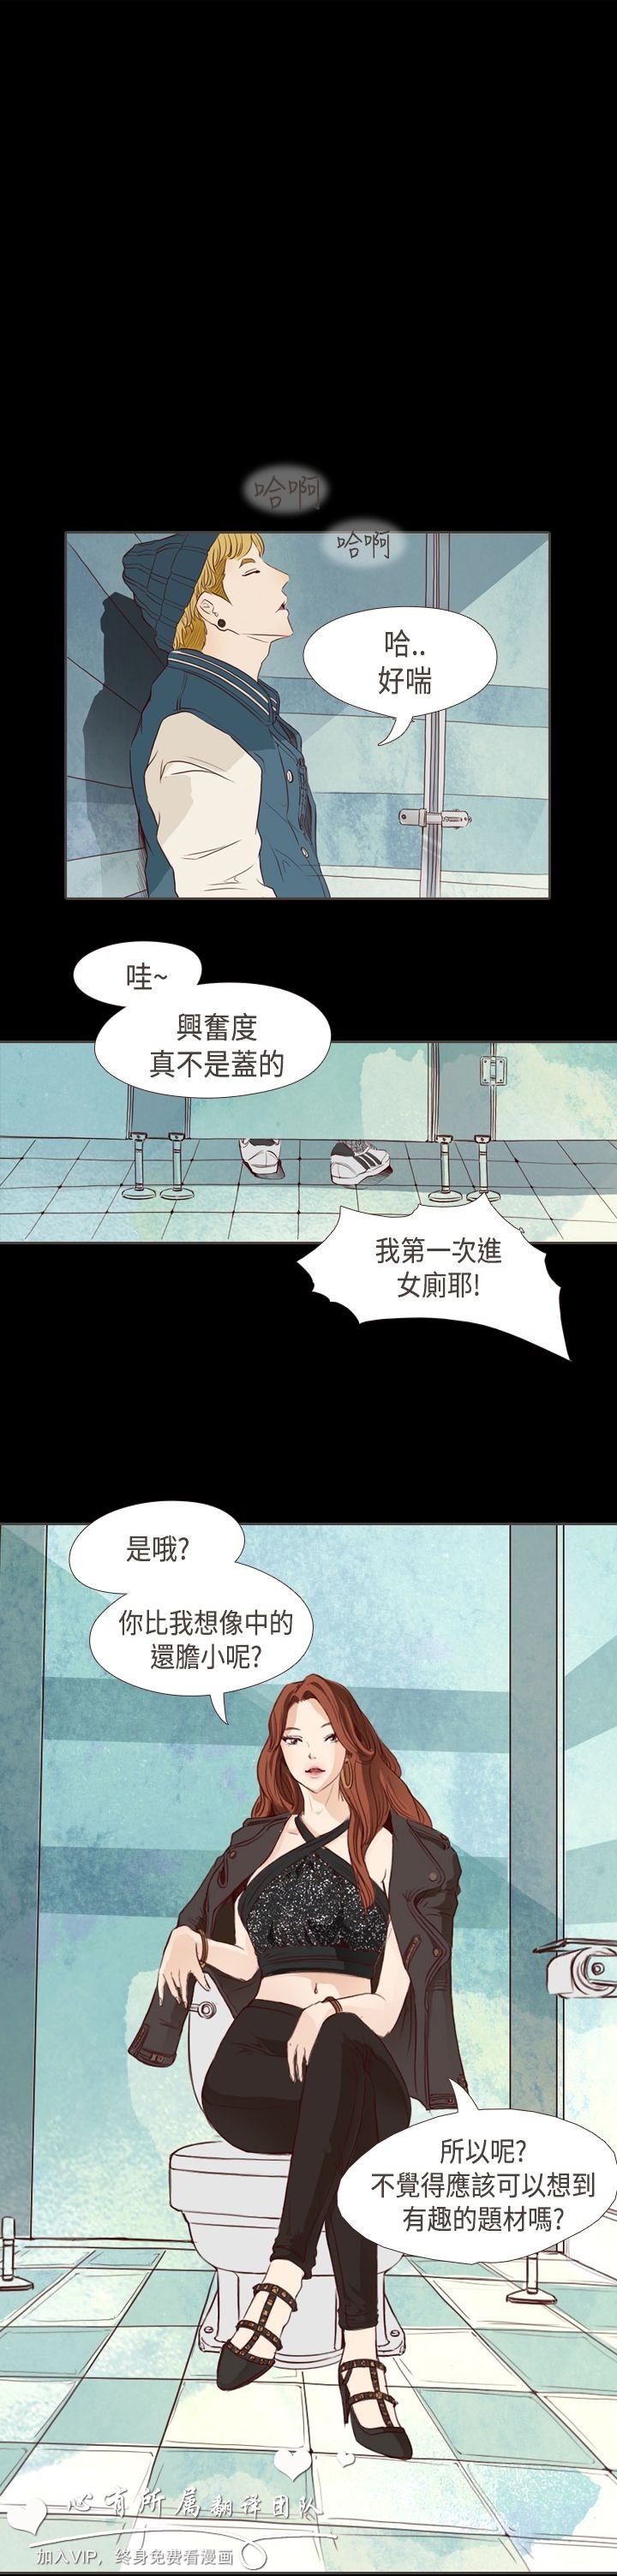 哈啊
哈啊
哈..
好喘
哇~
興奮度
真不是蓋的
我第一次進
女廁耶!
是哦?
你比我想像中的
還膽小呢?
所以呢?
不覺得應該可以想到
有趣的題材嗎?
心有所属翻译团队
加入VIP，终身免费看漫画